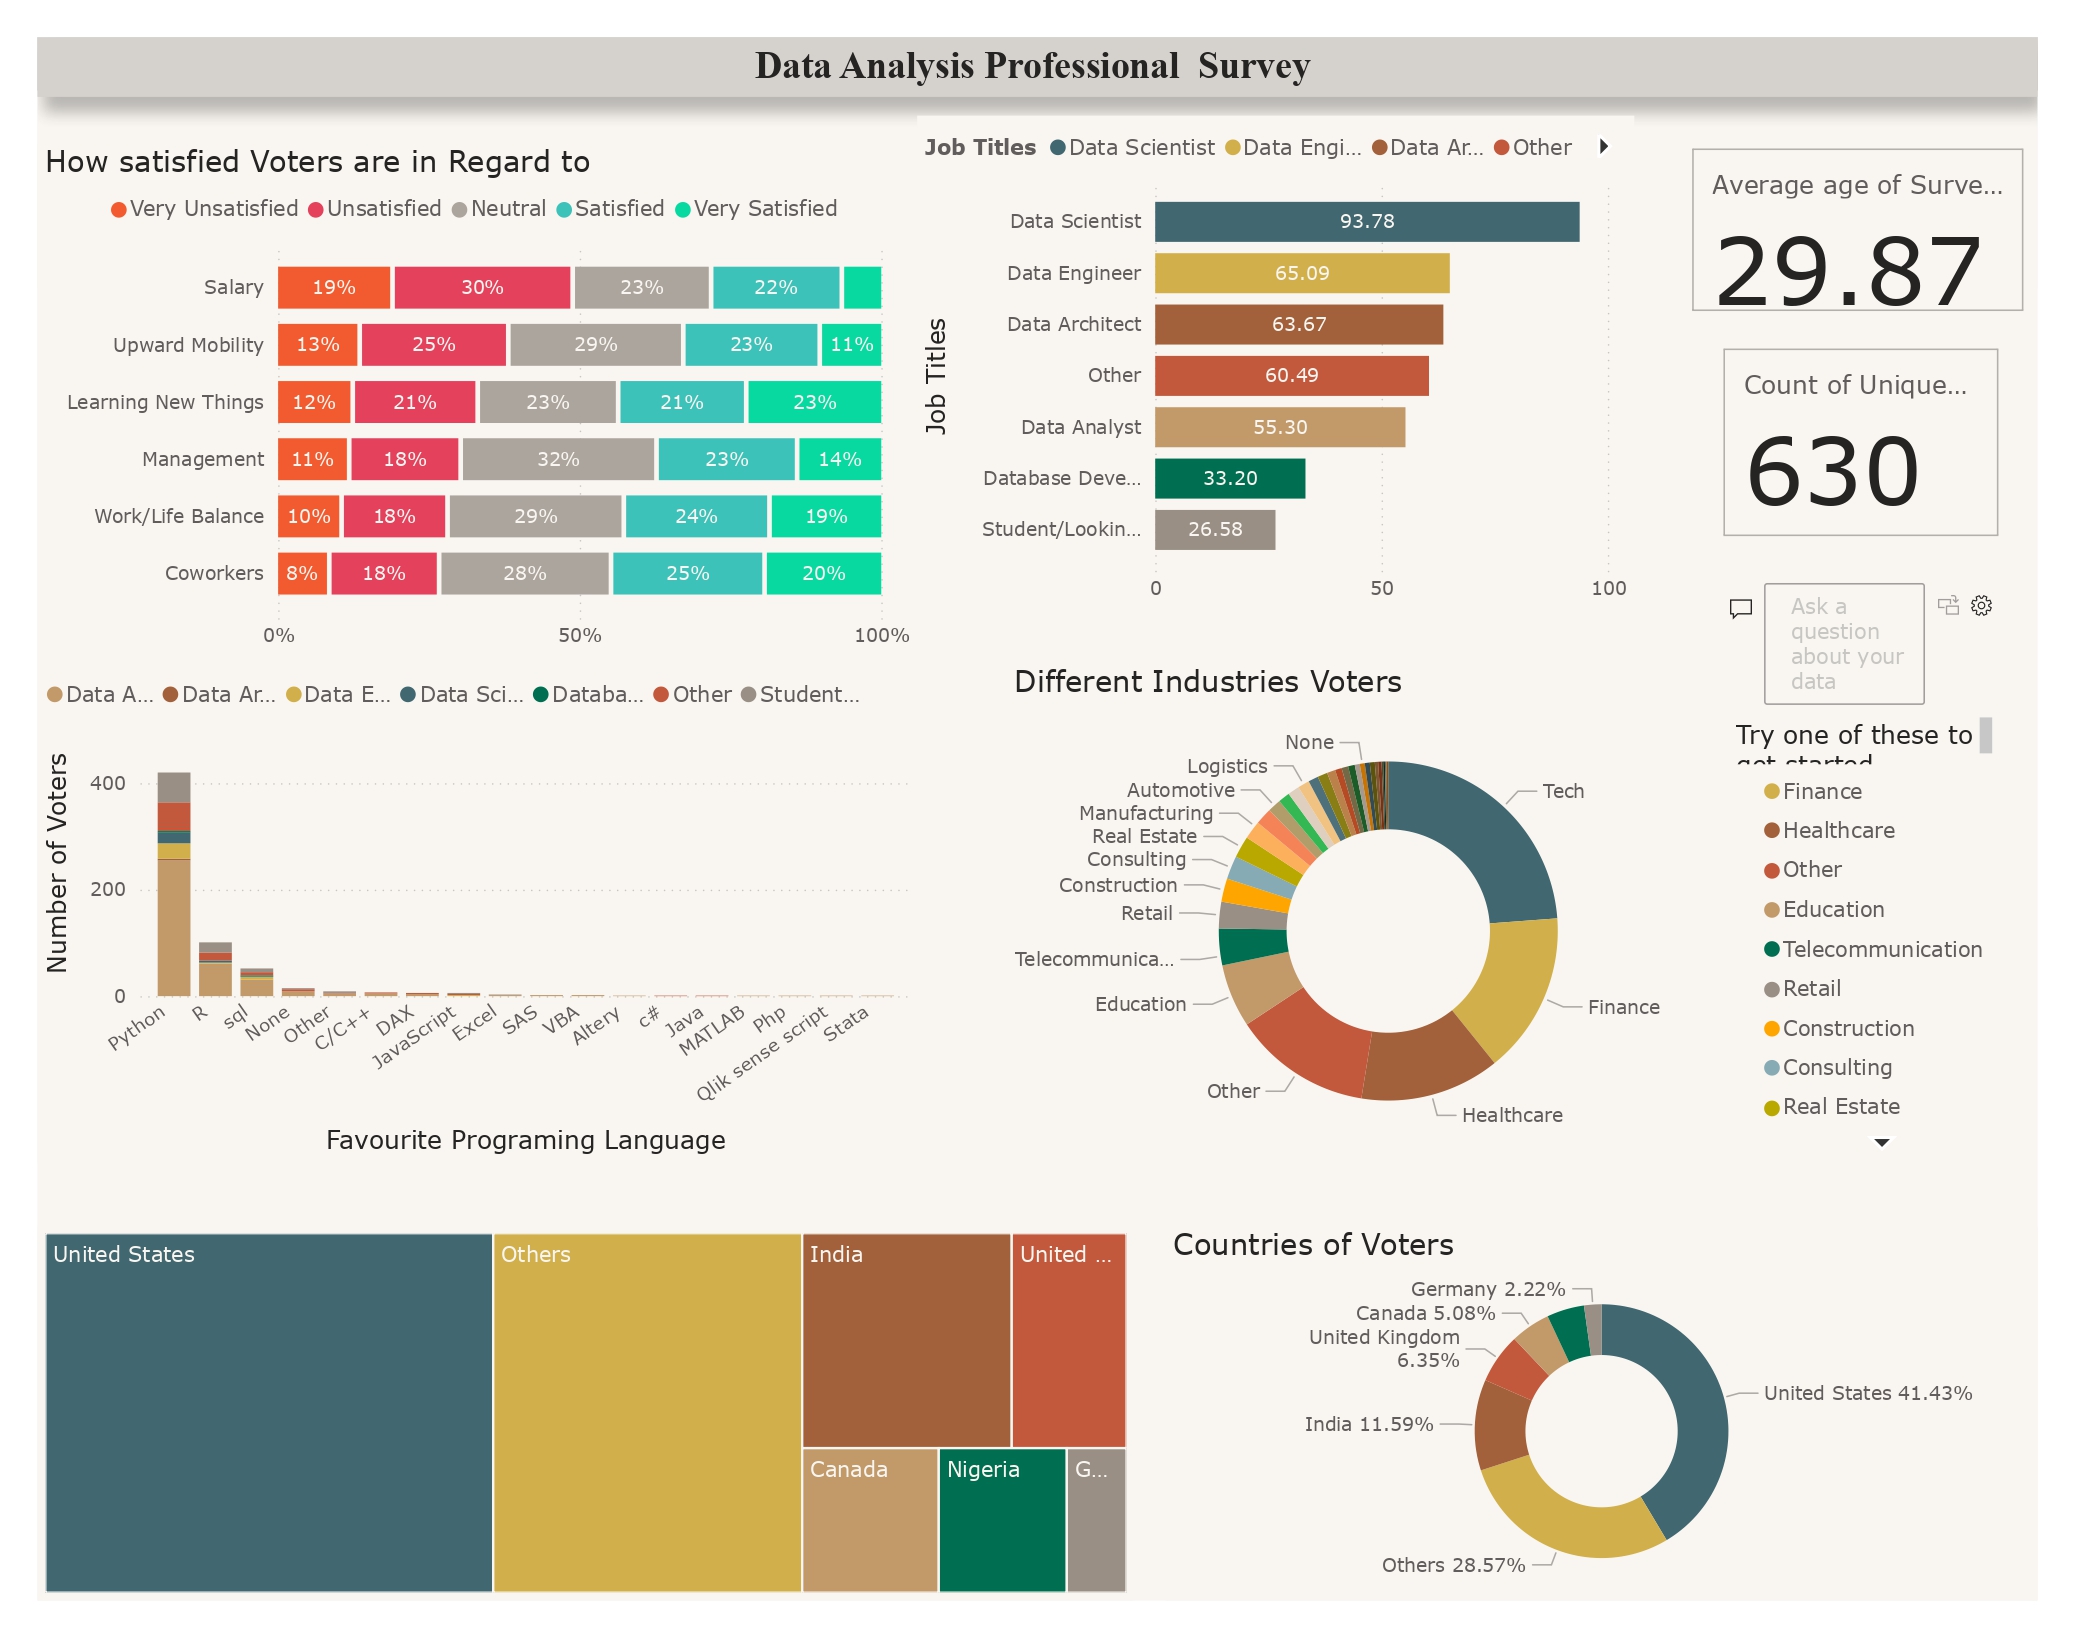 Data Analysis Professional Survey
How satisfied Voters are in Regard to
Very Unsatisfied Unsatisfied Neutral Satisfied Very Satisfied
Salary 19% 30% 23% 22%
Upward Mobility 13% 25% 29% 23% 11%
Learning New Things 12% 21% 23% 21% 23%
Management 11% 18% 32% 23% 14%
Work/Life Balance 10% 18% 29% 24% 19%
Coworkers 8% 18% 28% 25% 20%
0% 50% 100%
Job Titles Data Scientist Data Engi... Data Ar... Other
Job Titles
Data Scientist 93.78
Data Engineer 65.09
Data Architect 63.67
Other 60.49
Data Analyst 55.30
Database Deve... 33.20
Student/Lookin... 26.58
0 50 100
Average age of Surve...
29.87
Count of Unique...
630
Ask a
question
about your
data
Try one of these to
get started
Data A... Data Ar... Data E... Data Sci... Databa... Other Student...
Number of Voters
400
200
0
Python R sql None Other C/C++ DAX JavaScript Excel SAS VBA Altery c# Java MATLAB Php Qlik sense script Stata
Favourite Programing Language
Different Industries Voters
None
Logistics
Automotive
Manufacturing
Real Estate
Consulting
Construction
Retail
Telecommunica...
Education
Other
Healthcare
Finance
Tech
Finance
Healthcare
Other
Education
Telecommunication
Retail
Construction
Consulting
Real Estate
United States
Others
India
United ...
Canada
Nigeria
G...
Countries of Voters
Germany 2.22%
Canada 5.08%
United Kingdom
6.35%
India 11.59%
Others 28.57%
United States 41.43%